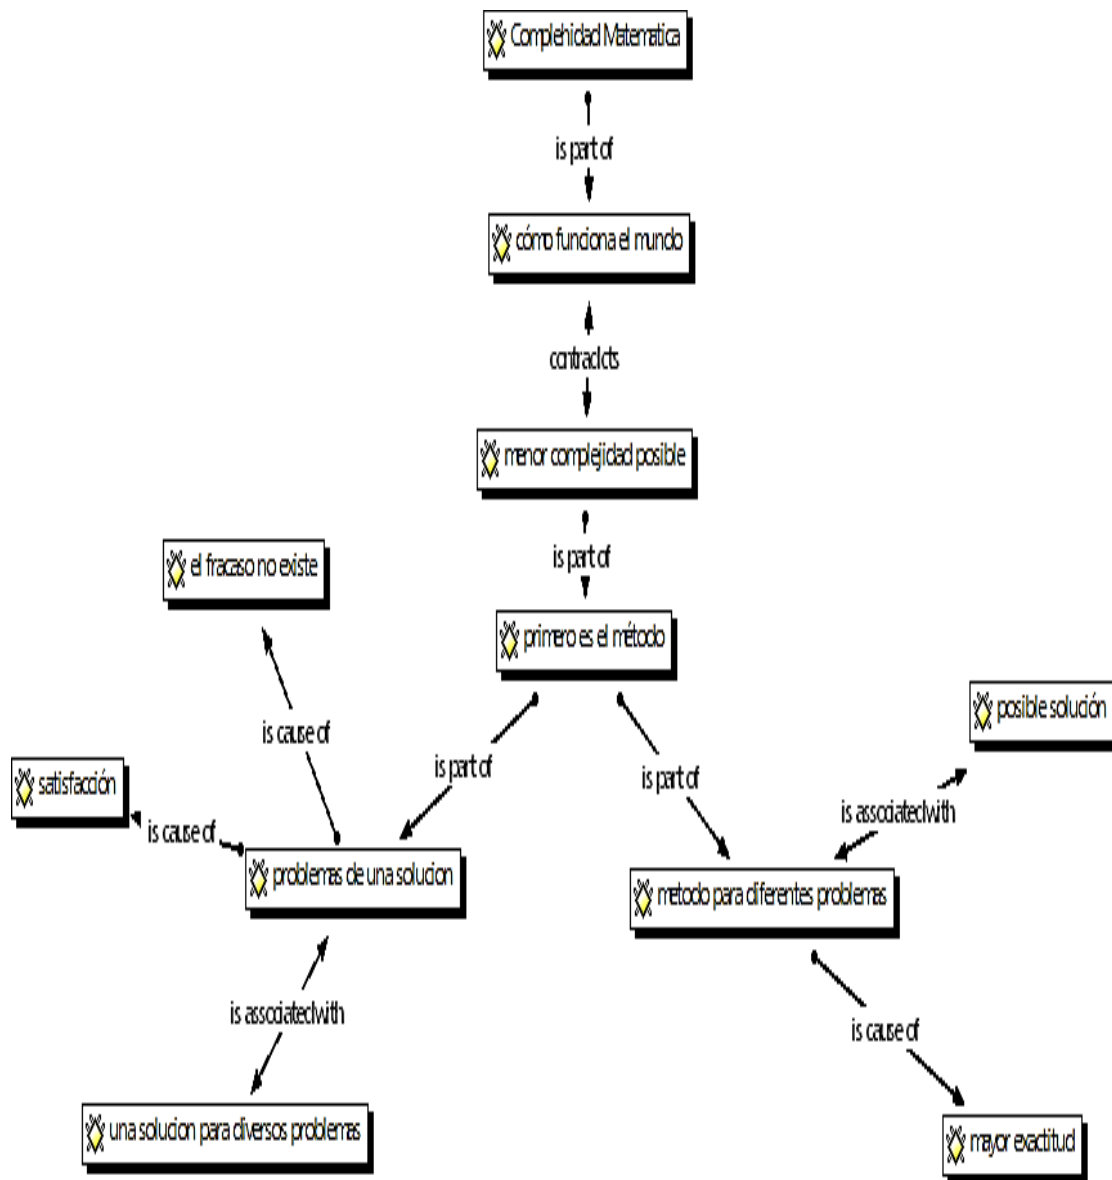 Complehidad Matematica
is part of
cómo funciona el mundo
contradicts
menor complejidad posible
is part of
el fracaso no existe
primero es el método
posible solución
is cause of
is part of
is part of
satisfacción
is cause of
is associated with
problemas de una solucion
metodo para diferentes problemas
is associated with
is cause of
una solucion para diversos problemas
mayor exactitud